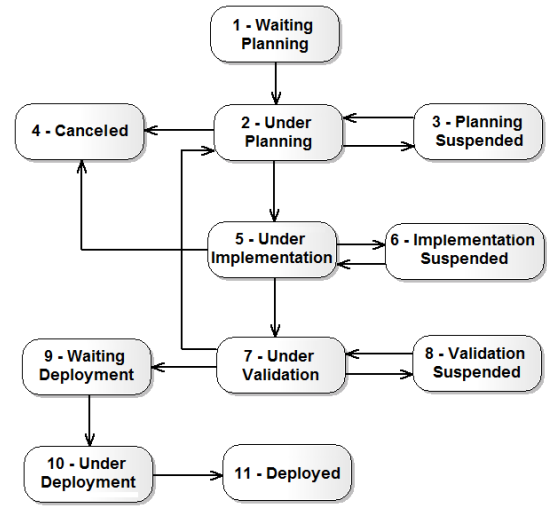 1 - Waiting
Planning
4 - Canceled
2 - Under
Planning
3 - Planning
Suspended
5 - Under
Implementation
6 - Implementation
Suspended
9 - Waiting
Deployment
7 - Under
Validation
8 - Validation
Suspended
10 - Under
Deployment
11 - Deployed